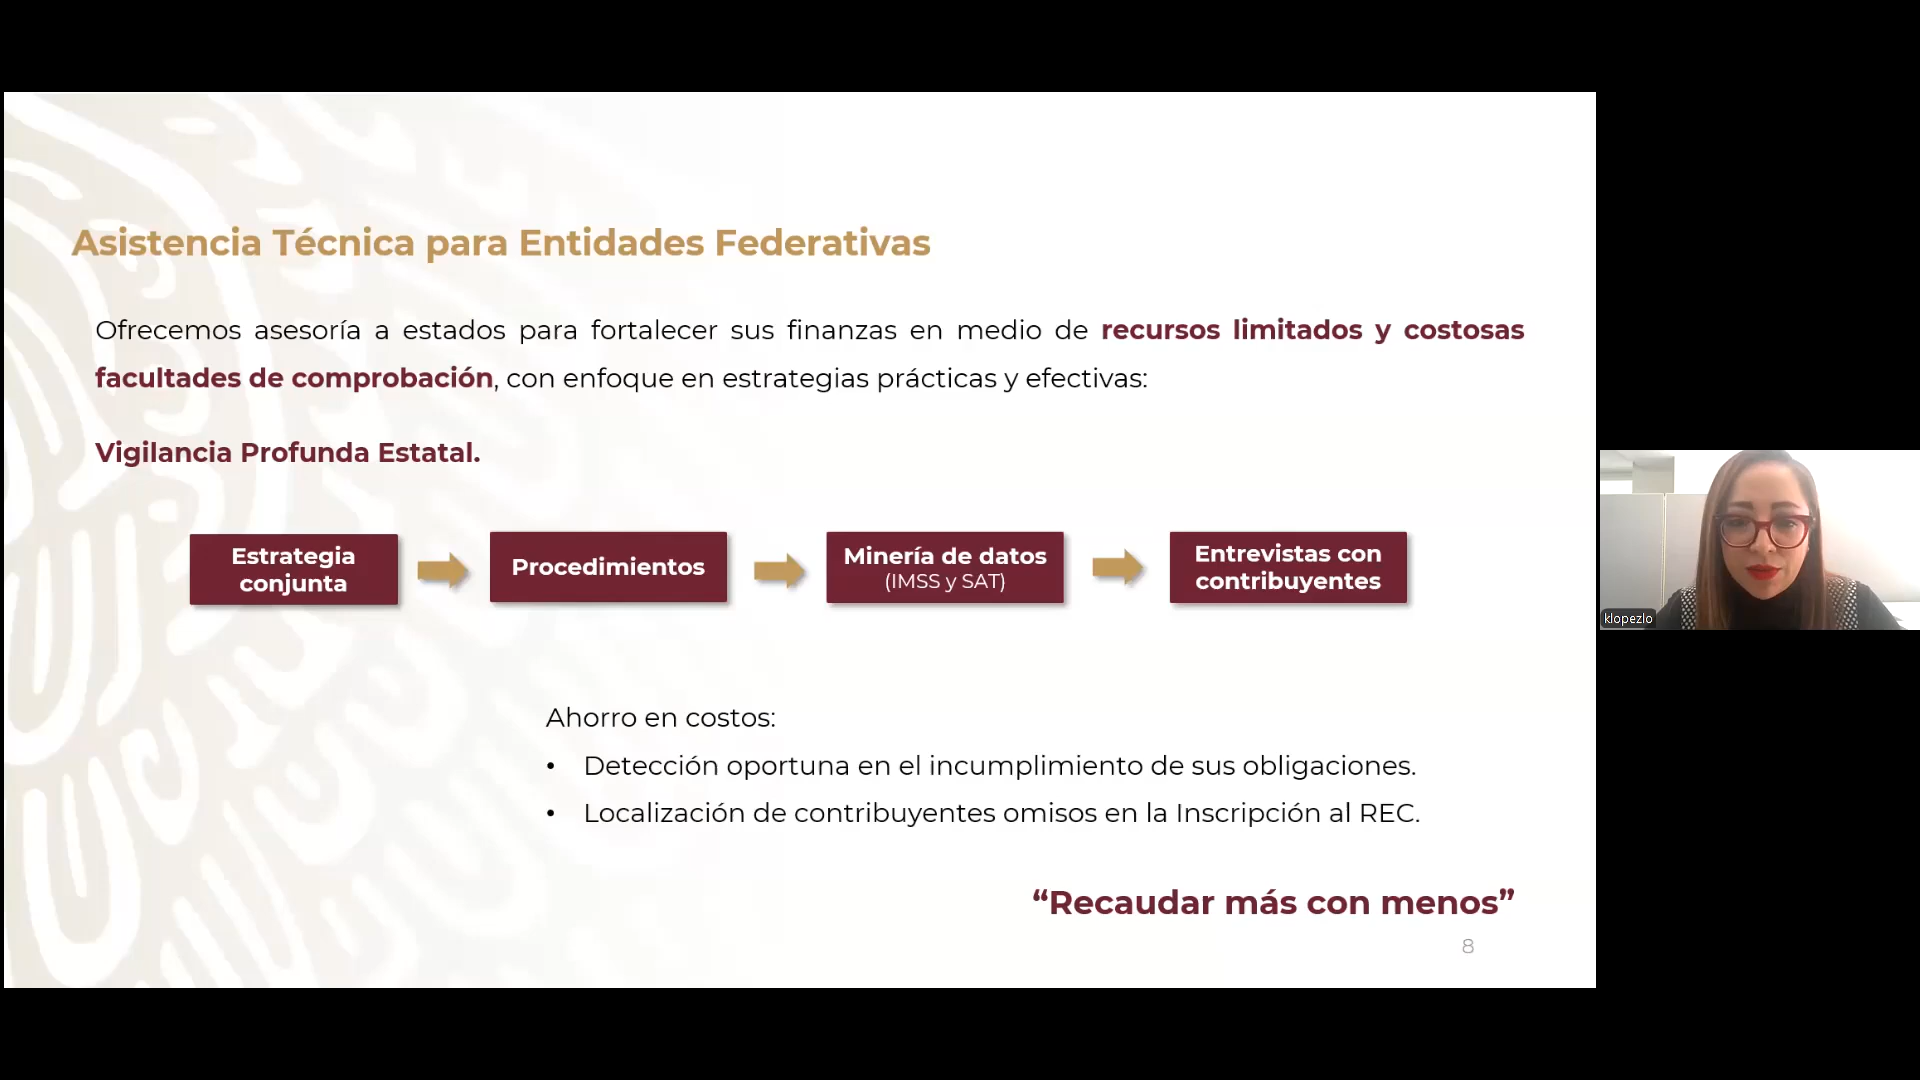 Asistencia Técnica para Entidades Federativas
Ofrecemos asesoría a estados para fortalecer sus finanzas en medio de recursos limitados y costosas
facultades de comprobación, con enfoque en estrategias prácticas y efectivas:
Vigilancia Profunda Estatal.
Estrategia
conjunta
Procedimientos
Minería de datos
(IMSS y SAT)
Entrevistas con
contribuyentes
Ahorro en costos:
• Detección oportuna en el incumplimiento de sus obligaciones.
• Localización de contribuyentes omisos en la Inscripción al REC.
“Recaudar más con menos”
8
klopezlo